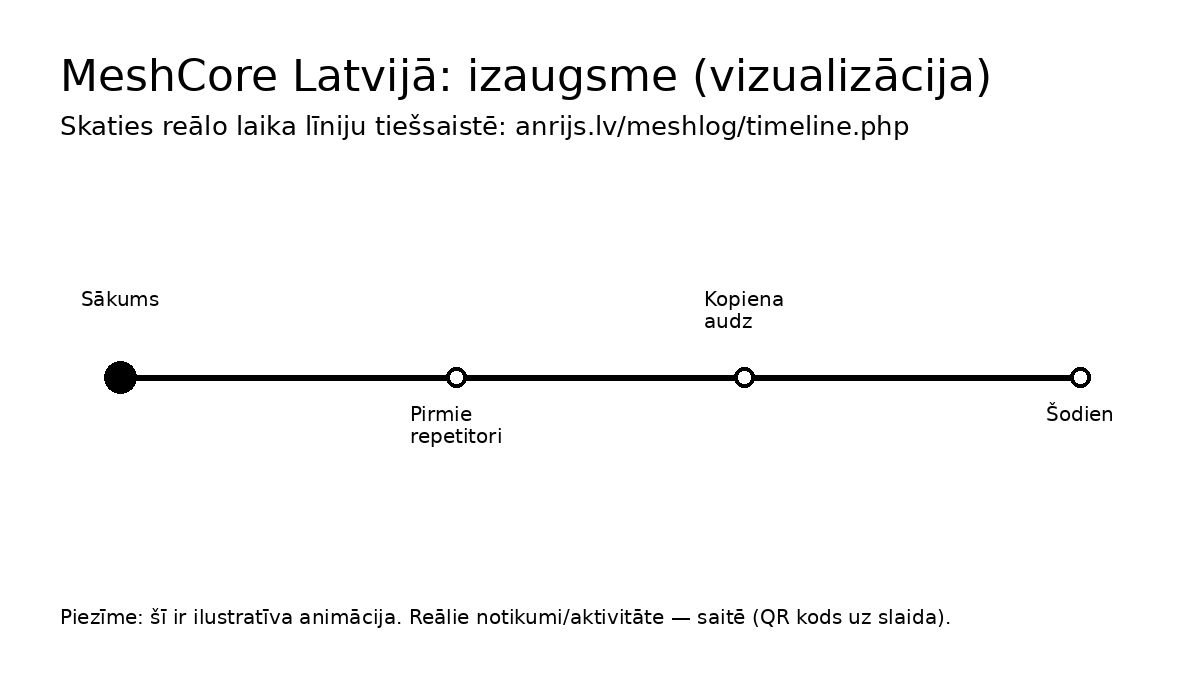 MeshCore Latvijā: izaugsme (vizualizācija)
Skaties reālo laika līniju tiešsaistē: anrijs.lv/meshlog/timeline.php
Sākums
Kopiena
audz
Pirmie
repetitori
Šodien
Piezīme: šī ir ilustratīva animācija. Reālie notikumi/aktivitāte — saitē (QR kods uz slaida).